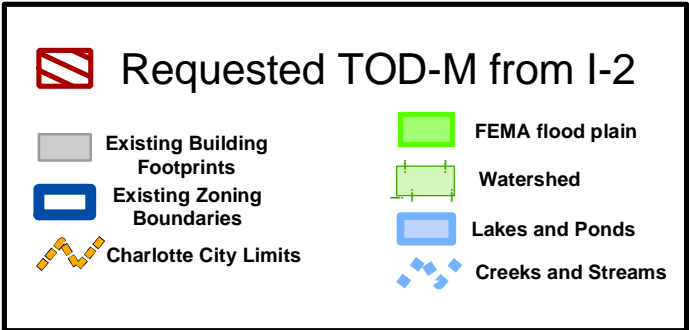 Requested TOD-M from I-2
Existing Building
Footprints
Existing Zoning
Boundaries
Charlotte City Limits
FEMA flood plain
Watershed
Lakes and Ponds
Creeks and Streams